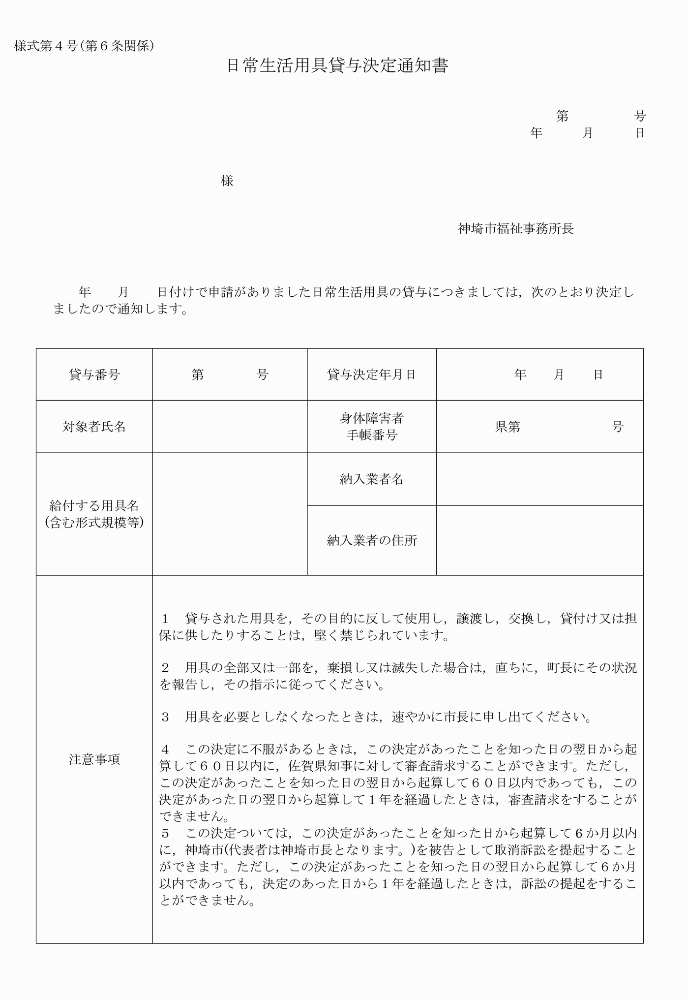 様式第４号（第６条関係）
日常生活用具貸与決定通知書
第　　　　　号
年　　　月　　　日
様
神埼市福祉事務所長
年　　月　　日付けで申請がありました日常生活用具の貸与につきましては，次のとおり決定し
ましたので通知します。
貸与番号　第　　　　号　貸与決定年月日　年　　月　　日
対象者氏名　身体障害者
手帳番号　県第　　　　　　　号
給付する用具名
(含む形式規模等)
納入業者名
納入業者の住所
注意事項
１　貸与された用具を，その目的に反して使用し，譲渡し，交換し，貸付け又は担
保に供したりすることは，堅く禁じられています。
２　用具の全部又は一部を，棄損し又は滅失した場合は，直ちに，町長にその状況
を報告し，その指示に従ってください。
３　用具を必要としなくなったときは，速やかに市長に申し出てください。
４　この決定に不服があるときは，この決定があったことを知った日の翌日から起
算して６０日以内に，佐賀県知事に対して審査請求することができます。ただし，
この決定があったことを知った日の翌日から起算して６０日以内であっても，この
決定があった日の翌日から起算して１年を経過したときは，審査請求をすることが
できません。
５　この決定ついては，この決定があったことを知った日から起算して６か月以内
に，神埼市(代表者は神埼市長となります。)を被告として取消訴訟を提起すること
ができます。ただし，この決定があったことを知った日の翌日から起算して６か月
以内であっても，決定のあった日から１年を経過したときは，訴訟の提起をするこ
とができません。